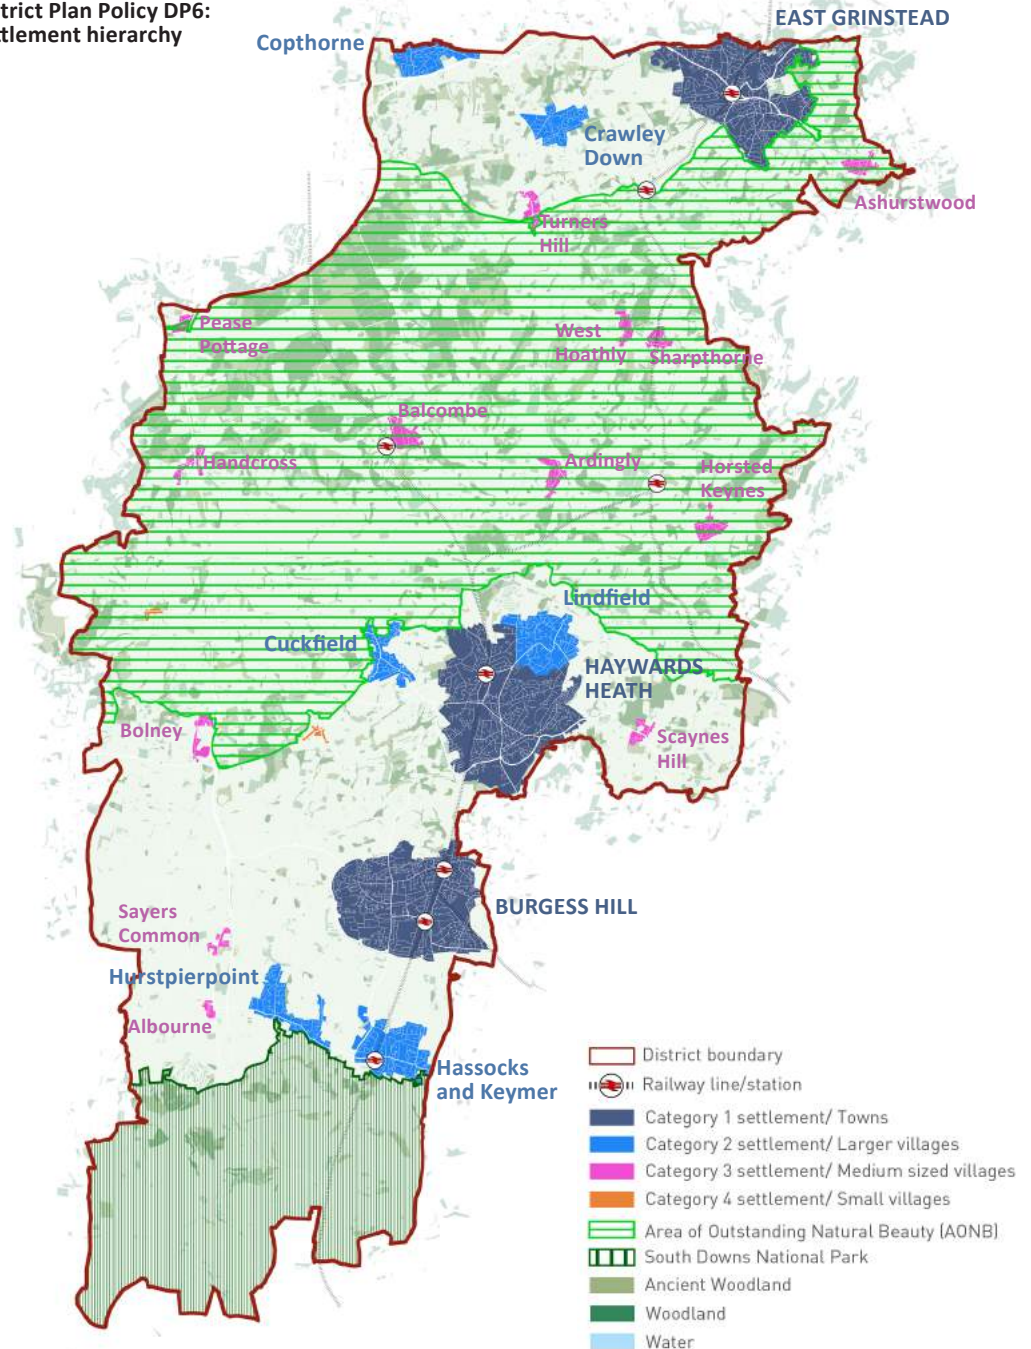 trict Plan Policy DP6:
ttlement hierarchy
EAST GRINSTEAD
Copthorne
Crawley
Down
Ashurstwood
Turners
Hill
Pease
Pottage
West
Hoathly
Sharpthorne
Balcombe
Handcross
Ardingly
Horsted
Keynes
Lindfield
Cuckfield
HAYWARDS
HEATH
Bolney
Scaynes
Hill
BURGESS HILL
Sayers
Common
Hurstpierpoint
Albourne
Hassocks
and Keymer
District boundary
Railway line/station
Category 1 settlement/ Towns
Category 2 settlement/ Larger villages
Category 3 settlement/ Medium sized villages
Category 4 settlement/ Small villages
Area of Outstanding Natural Beauty (AONB)
South Downs National Park
Ancient Woodland
Woodland
Water